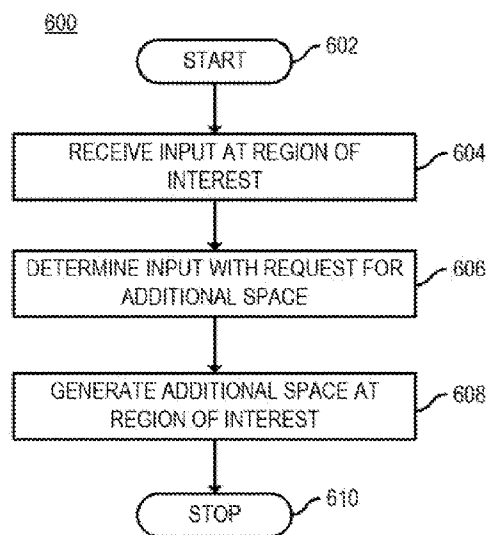 600
START
602
RECEIVE INPUT AT REGION OF
INTEREST
604
DETERMINE INPUT WITH REQUEST FOR
ADDITIONAL SPACE
606
GENERATE ADDITIONAL SPACE AT
REGION OF INTEREST
608
STOP
610